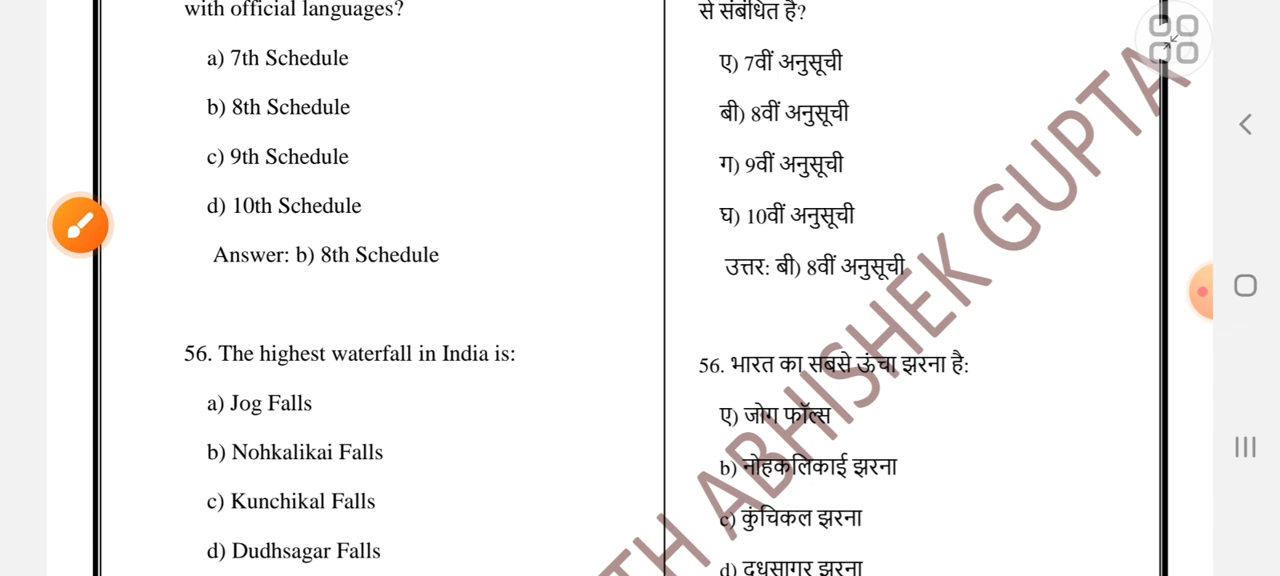 with official languages?
a) 7th Schedule
b) 8th Schedule
c) 9th Schedule
d) 10th Schedule
Answer: b) 8th Schedule
56. The highest waterfall in India is:
a) Jog Falls
b) Nohkalikai Falls
c) Kunchikal Falls
d) Dudhsagar Falls
से संबंधित है?
ए) 7वीं अनुसूची
बी) 8वीं अनुसूची
ग) 9वीं अनुसूची
घ) 10वीं अनुसूची
उत्तर: बी) 8वीं अनुसूची
56. भारत का सबसे ऊंचा झरना है:
ए) जोग फॉल्स
b) नोहकलिकाई झरना
c) कुंचिकल झरना
d) दूधसागर झरना
ABHISHEK GUPTA